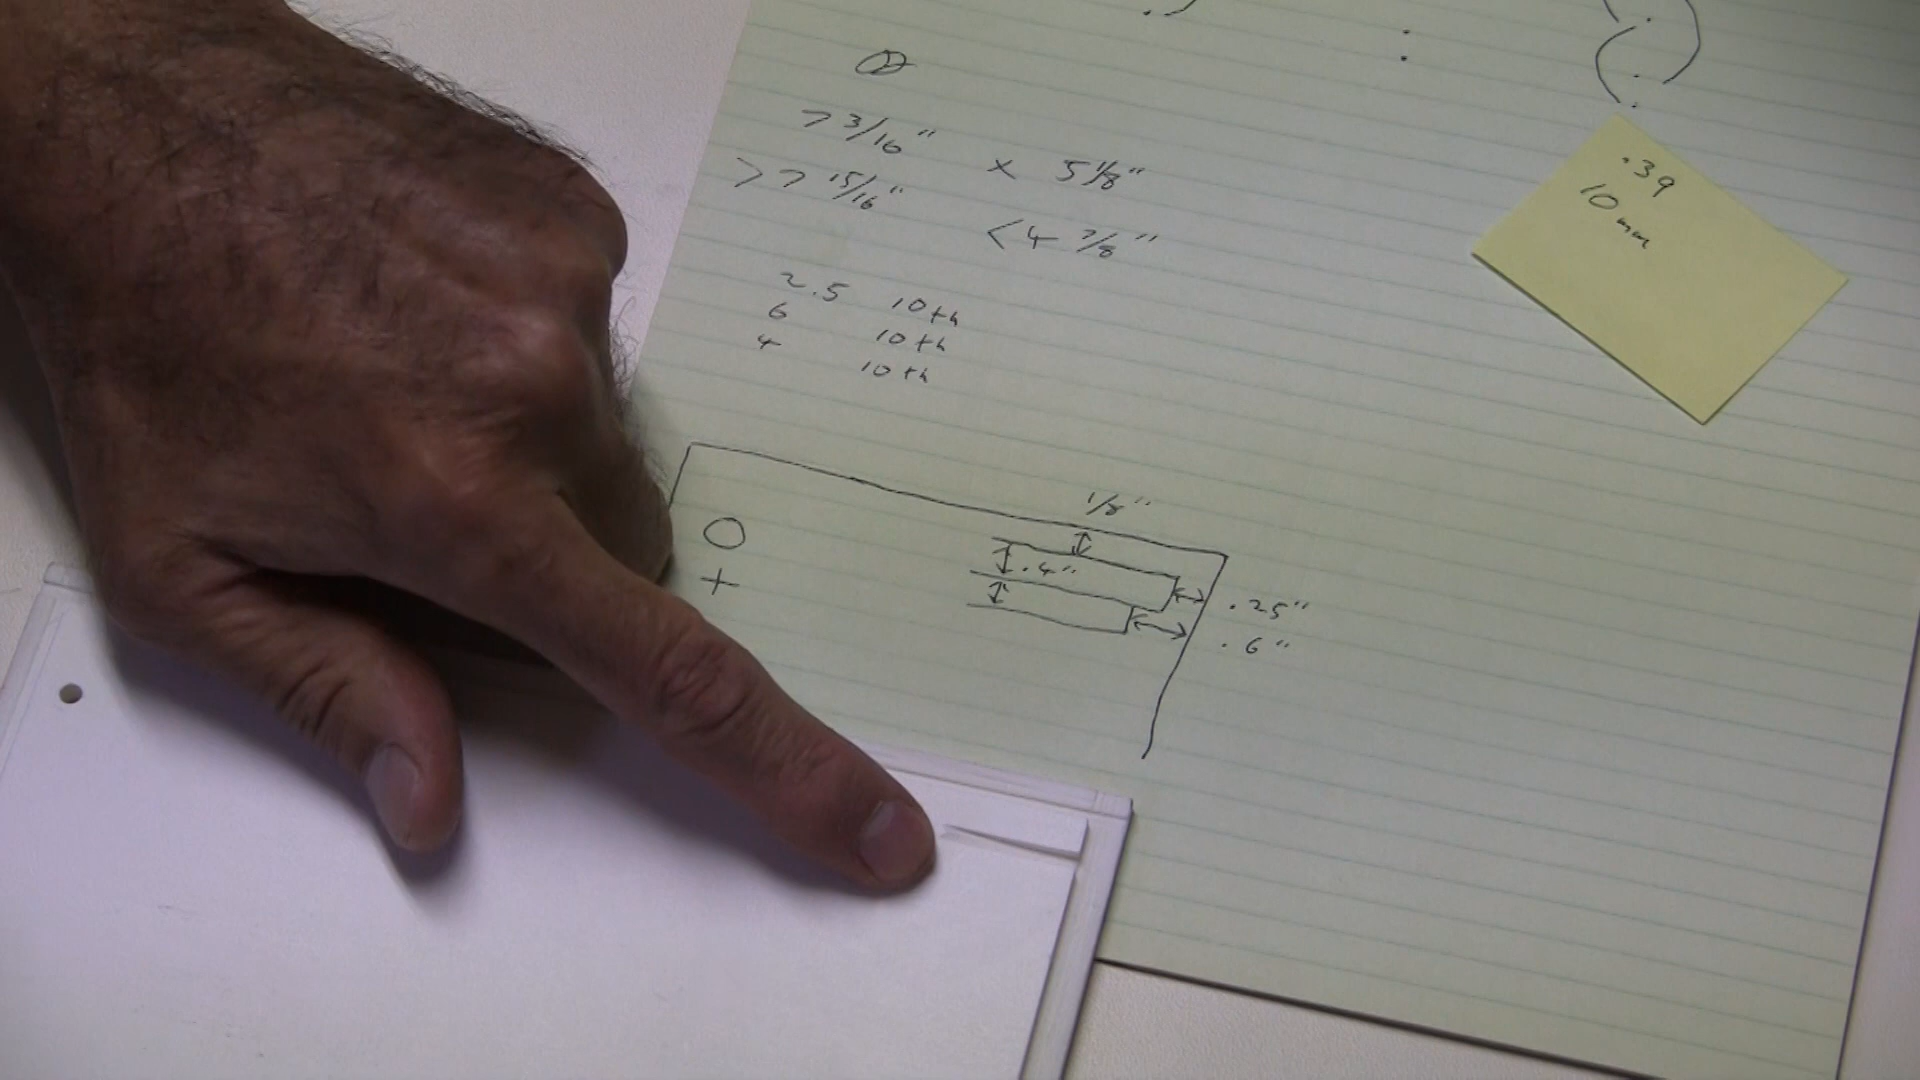 7 3/16" x 5 1/8"
>7 15/16" <4 7/8"
2.5 10th
6 10th
4 10th
.39
10mm
1/8"
.4"
.25"
.6"